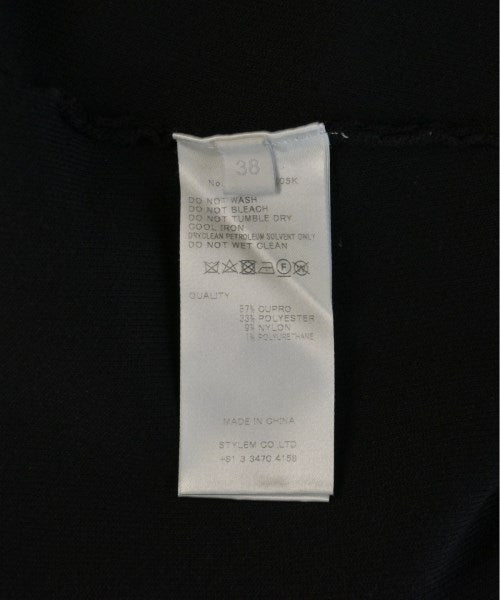 38
No. 05K
DO NOT WASH
DO NOT BLEACH
DO NOT TUMBLE DRY
COOL IRON
DRYCLEAN PETROLEUM SOLVENT ONLY
DO NOT WET CLEAN
F
QUALITY
57% CUPRO
33% POLYESTER
9% NYLON
1% POLYURETHANE
MADE IN CHINA
STYLEM CO.,LTD
+81 3 3470 4158